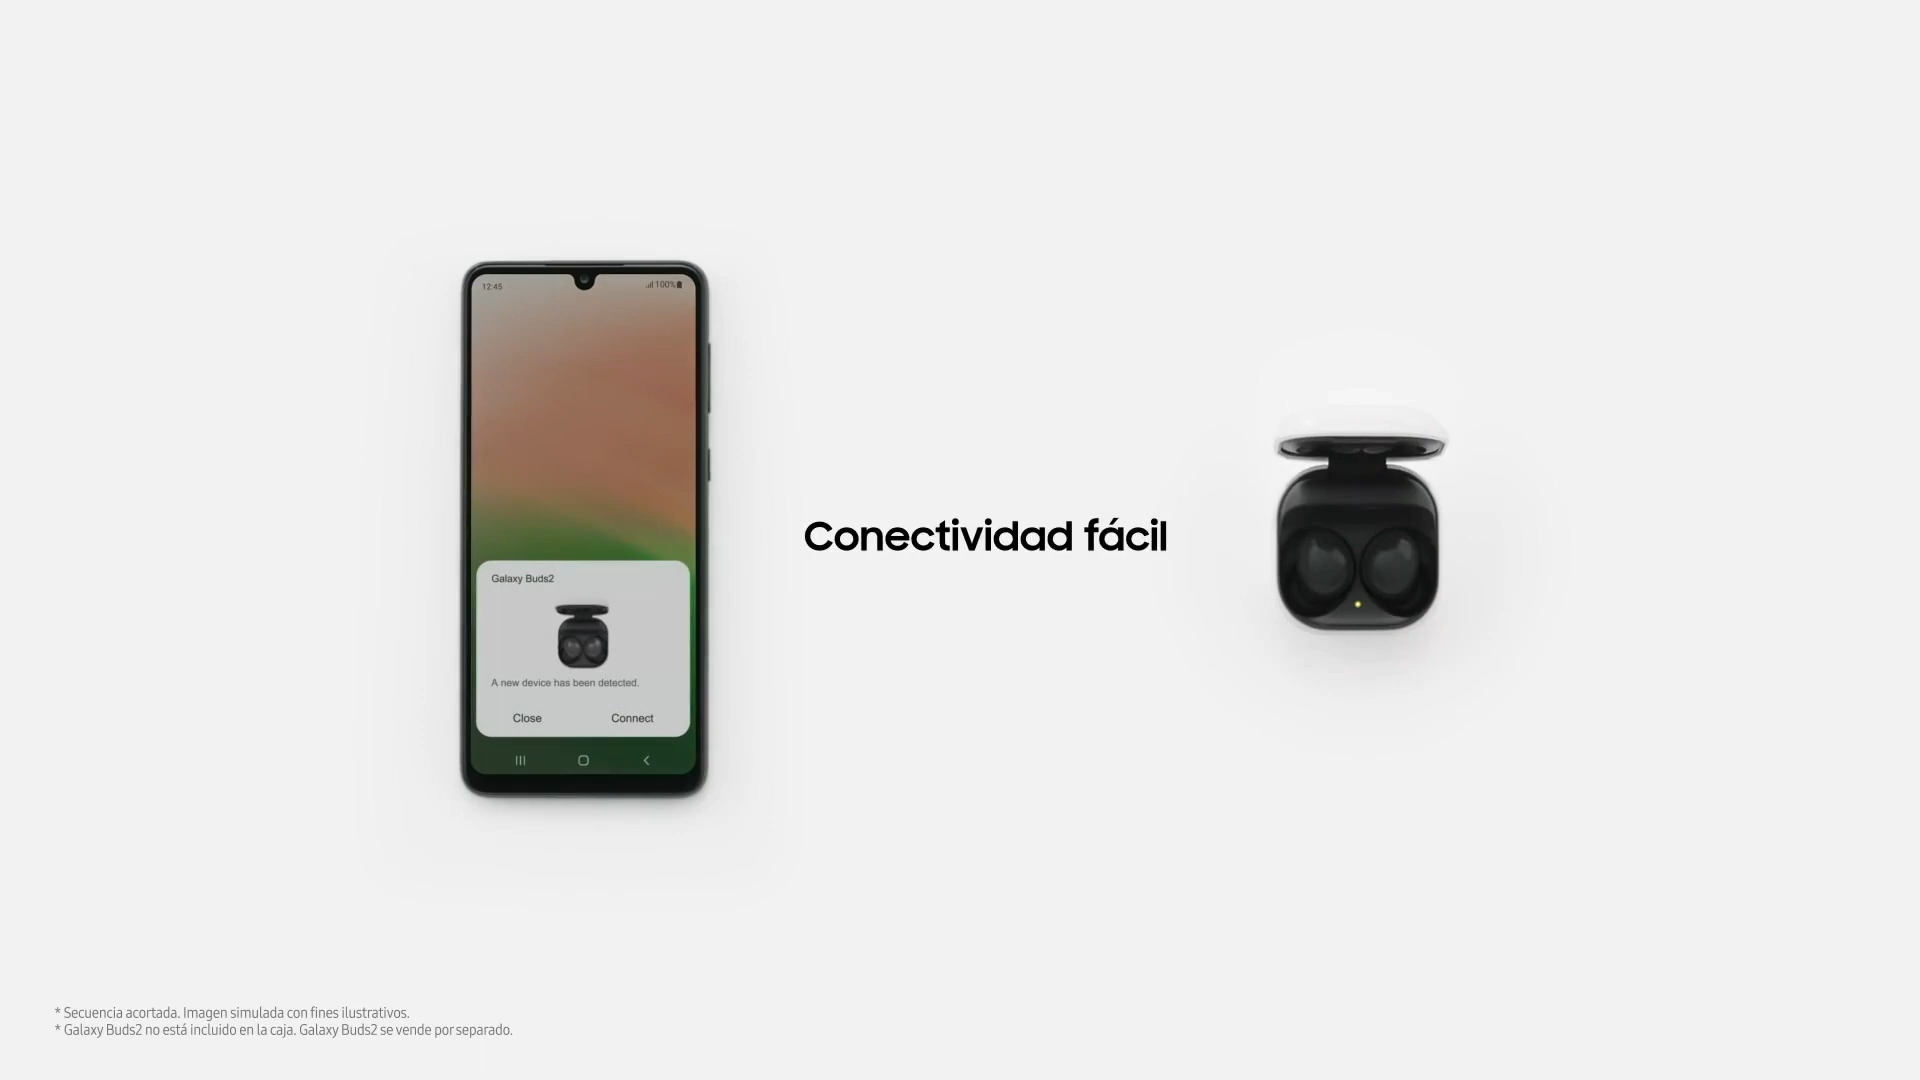 12:45
100%
Conectividad fácil
Galaxy Buds2
A new device has been detected.
Close Connect
* Secuencia acortada. Imagen simulada con fines ilustrativos.
* Galaxy Buds2 no está incluido en la caja. Galaxy Buds2 se vende por separado.